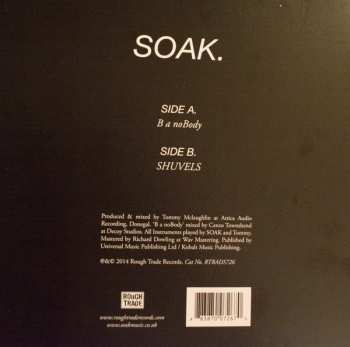 SOAK.
SIDE A.
B a noBody
SIDE B.
SHUVELS
Produced & mixed by Tommy Mclaughlin at Attica Audio
Recording, Donegal. 'B a noBody' mixed by Cenzo Townshend
at Decoy Studios. All Instruments played by SOAK and Tommy.
Mastered by Richard Dowling at Wav Mastering. Published by
Universal Music Publishing Ltd / Kobalt Music Publishing.
℗&© 2014 Rough Trade Records. Cat No. RTRADS726
ROUGH
TRADE
www.roughtraderecords.com
www.soakmusic.co.uk